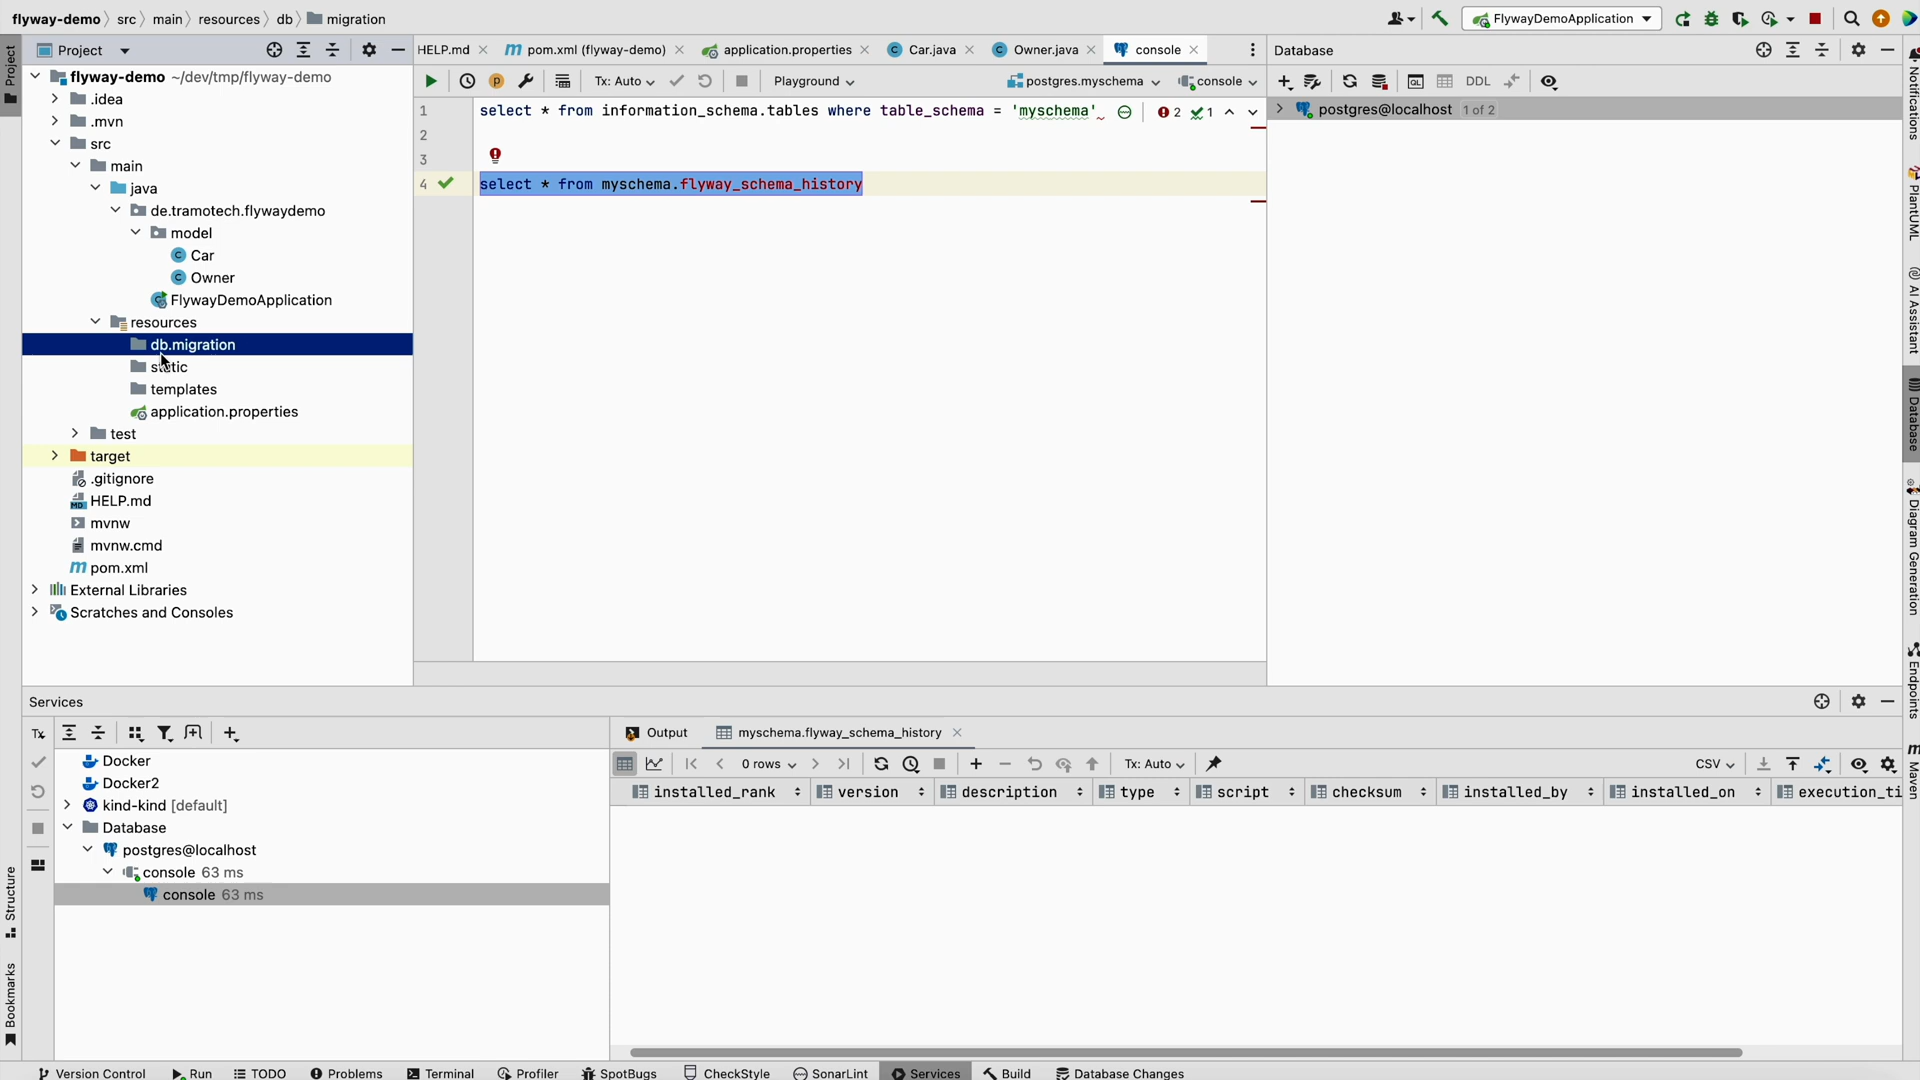 flyway-demo src main resources db migration
FlywayDemoApplication
Project
Project
HELP.md
pom.xml (flyway-demo)
application.properties
Car.java
Owner.java
console
Database
flyway-demo ~/dev/tmp/flyway-demo
.idea
.mvn
src
main
java
de.tramotech.flywaydemo
model
Car
Owner
FlywayDemoApplication
resources
db.migration
static
templates
application.properties
test
target
.gitignore
HELP.md
mvnw
mvnw.cmd
pom.xml
External Libraries
Scratches and Consoles
Tx: Auto
Playground
postgres.myschema
console
1 select * from information_schema.tables where table_schema = 'myschema'
2 1
2
3
4 select * from myschema.flyway_schema_history
DDL
postgres@localhost 1 of 2
Notifications
PlantUML
AI Assistant
Database
Diagram Generation
Endpoints
Maven
Services
Tx
Docker
Docker2
kind-kind [default]
Database
postgres@localhost
console 63 ms
console 63 ms
Output
myschema.flyway_schema_history
0 rows
Tx: Auto
CSV
installed_rank version description type script checksum installed_by installed_on execution_ti
Structure
Bookmarks
Version Control Run TODO Problems Terminal Profiler SpotBugs CheckStyle SonarLint Services Build Database Changes